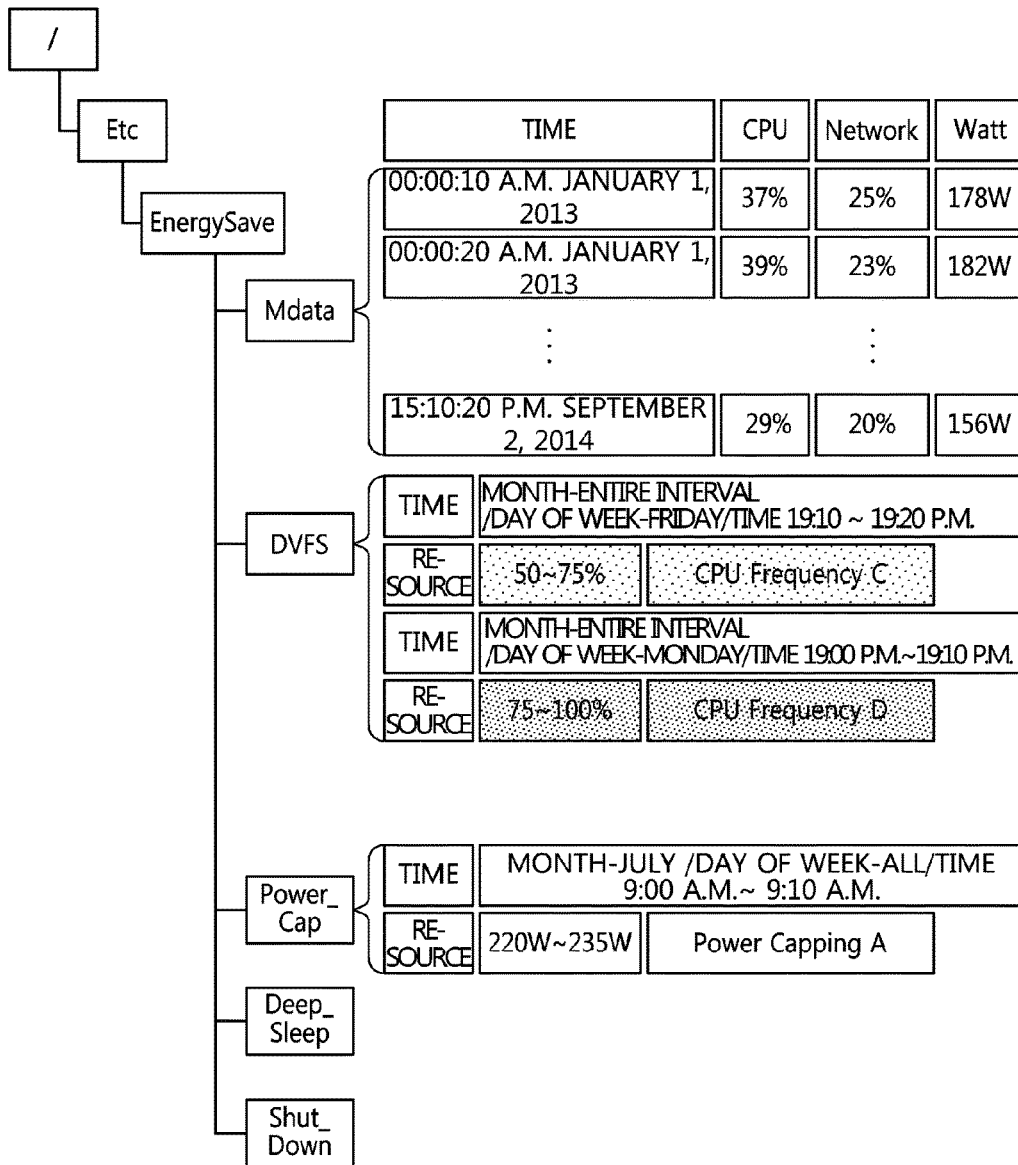 /
Etc
EnergySave
TIME CPU Network Watt
00:00:10 A.M. JANUARY 1,
2013
37% 25% 178W
00:00:20 A.M. JANUARY 1,
2013
39% 23% 182W
Mdata
15:10:20 P.M. SEPTEMBER
2, 2014
29% 20% 156W
DVFS
TIME
MONTH-ENTIRE INTERVAL
/DAY OF WEEK-FRIDAY/TIME 19:10 ~ 19:20 P.M.
RE-
SOURCE
50~75% CPU Frequency C
TIME
MONTH-ENTIRE INTERVAL
/DAY OF WEEK-MONDAY/TIME 19:00 P.M.~19:10 P.M.
RE-
SOURCE
75~100% CPU Frequency D
Power_
Cap
TIME
MONTH-JULY /DAY OF WEEK-ALL/TIME
9:00 A.M.~ 9:10 A.M.
RE-
SOURCE
220W~235W Power Capping A
Deep_
Sleep
Shut_
Down